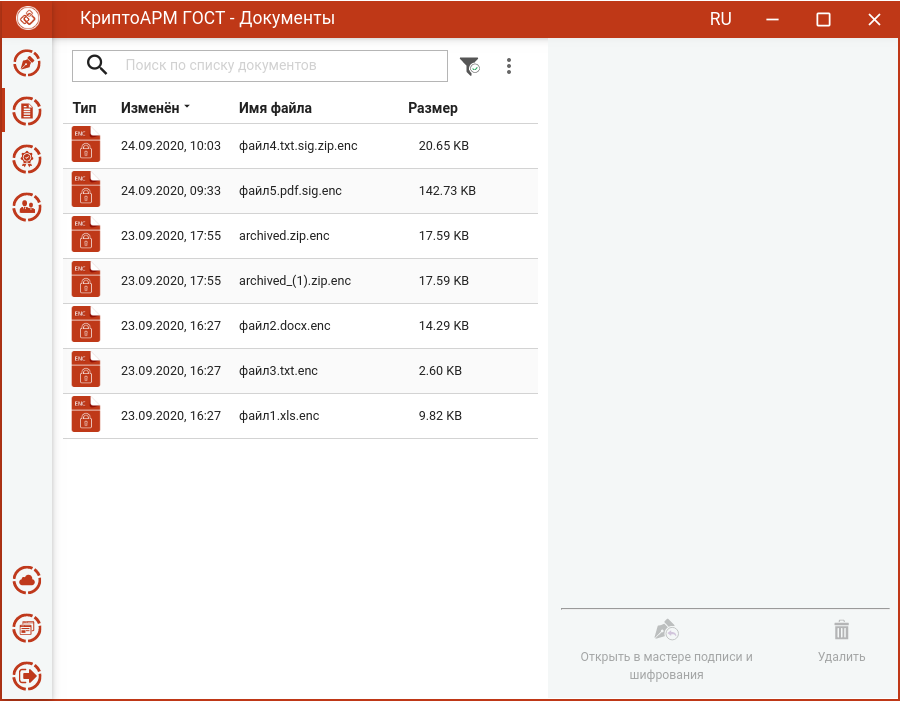 КриптоАРМ ГОСТ - Документы RU
Поиск по списку документов
Тип Изменён Имя файла Размер
ENC 24.09.2020, 10:03 файл4.txt.sig.zip.enc 20.65 KB
ENC 24.09.2020, 09:33 файл5.pdf.sig.enc 142.73 KB
ENC 23.09.2020, 17:55 archived.zip.enc 17.59 KB
ENC 23.09.2020, 17:55 archived_(1).zip.enc 17.59 KB
ENC 23.09.2020, 16:27 файл2.docx.enc 14.29 KB
ENC 23.09.2020, 16:27 файл3.txt.enc 2.60 KB
ENC 23.09.2020, 16:27 файл1.xls.enc 9.82 KB
Открыть в мастере подписи и
шифрования
Удалить